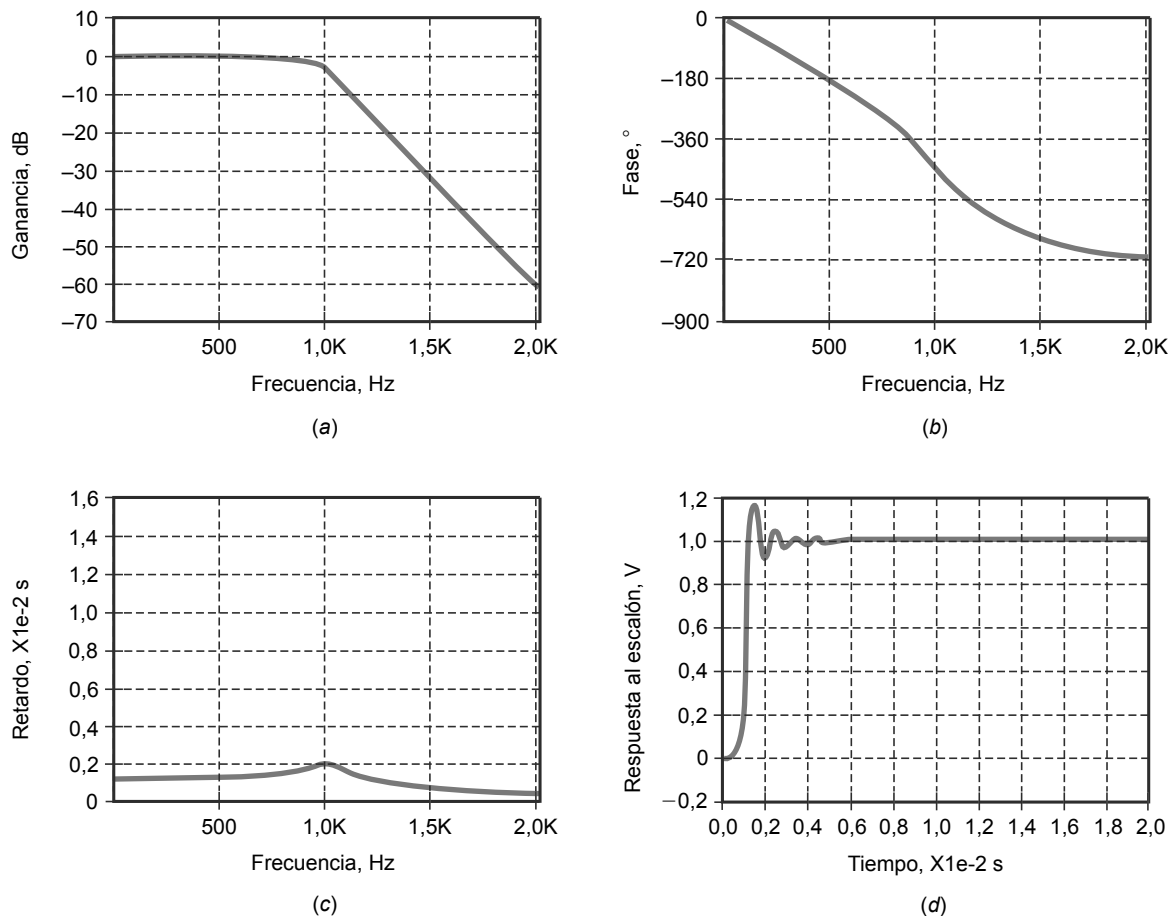 Ganancia, dB
10
0
–10
–20
–30
–40
–50
–60
–70
500
1,0K
1,5K
2,0K
Frecuencia, Hz
(a)
Fase, °
0
–180
–360
–540
–720
–900
500
1,0K
1,5K
2,0K
Frecuencia, Hz
(b)
Retardo, X1e-2 s
1,6
1,4
1,2
1,0
0,8
0,6
0,4
0,2
0
500
1,0K
1,5K
2,0K
Frecuencia, Hz
(c)
Respuesta al escalón, V
1,2
1,0
0,8
0,6
0,4
0,2
0
–0,2
0,0 0,2 0,4 0,6 0,8 1,0 1,2 1,4 1,6 1,8 2,0
Tiempo, X1e-2 s
(d)